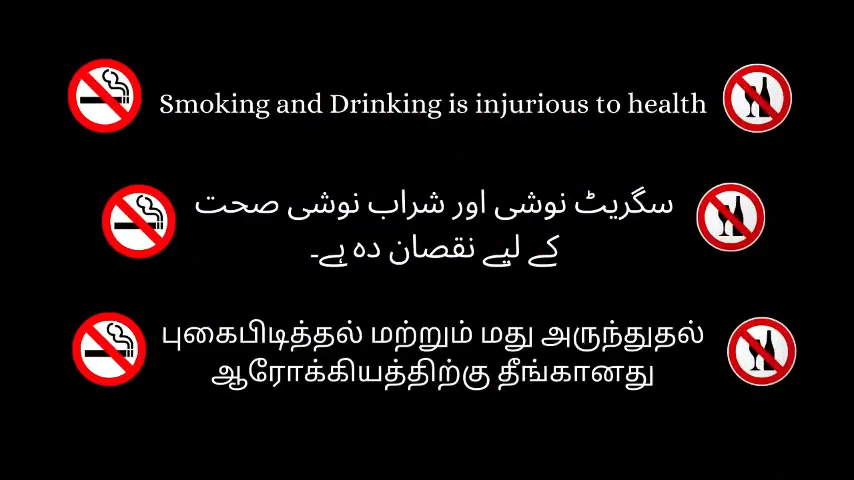 Smoking and Drinking is injurious to health
سگریٹ نوشی اور شراب نوشی صحت
کے لیے نقصان دہ ہے۔
புகைபிடித்தல் மற்றும் மது அருந்துதல்
ஆரோக்கியத்திற்கு தீங்கானது